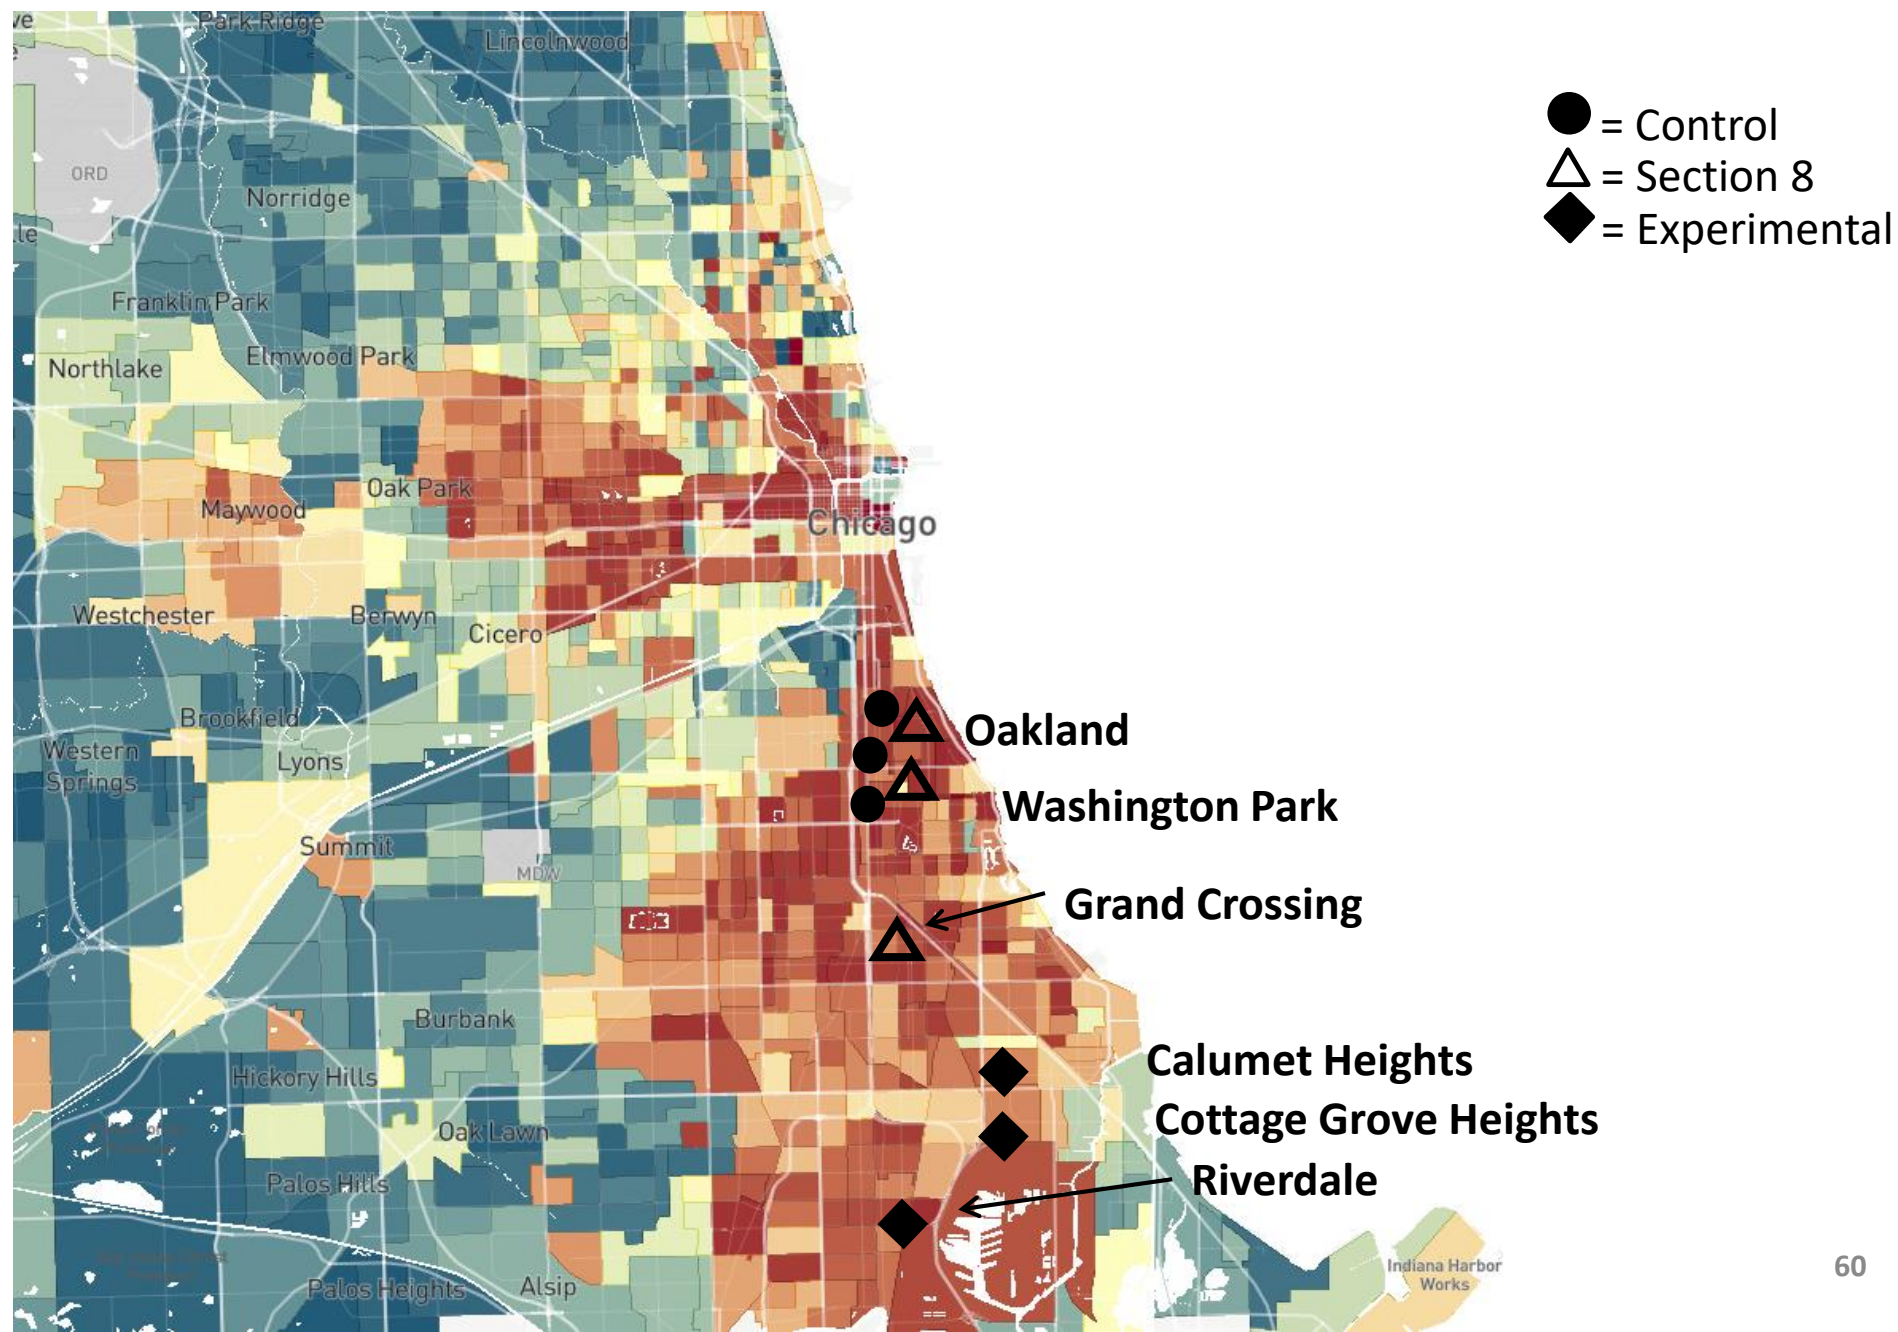 ve
Park Ridge
Lincolnwood
e
ORD
Norridge
lle
Franklin Park
Elmwood Park
Northlake
Oak Park
Maywood
Chicago
Westchester
Berwyn
Cicero
Brookfield
Western
Springs
Lyons
Summit
MDW
Burbank
Hickory Hills
Oak Lawn
Palos Hills
Palos Heights
Alsip
Indiana Harbor
Works
= Control
= Section 8
= Experimental
Oakland
Washington Park
Grand Crossing
Calumet Heights
Cottage Grove Heights
Riverdale
60